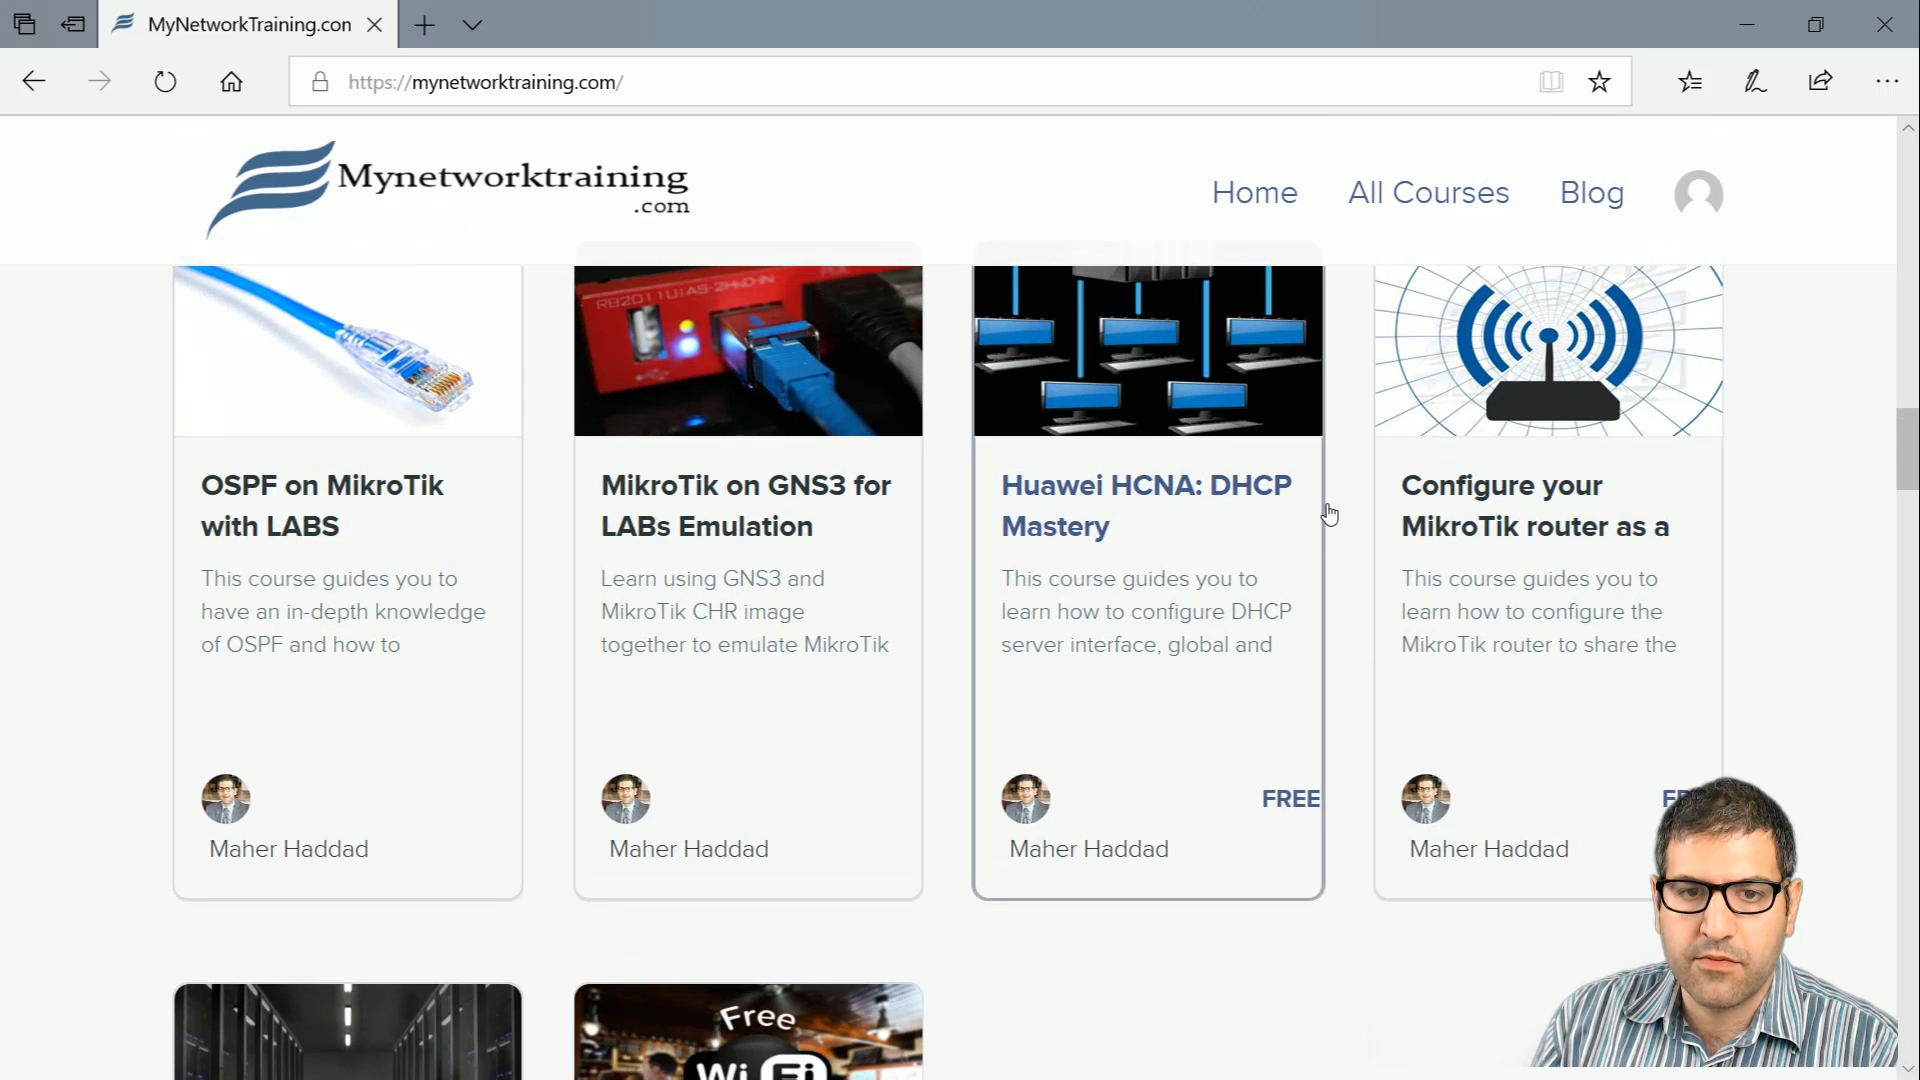 MyNetworkTraining.con
https://mynetworktraining.com/
Mynetworktraining
.com
Home
All Courses
Blog
RB2011UiAS-2HnD-IN
OSPF on MikroTik
with LABS
This course guides you to
have an in-depth knowledge
of OSPF and how to
Maher Haddad
MikroTik on GNS3 for
LABs Emulation
Learn using GNS3 and
MikroTik CHR image
together to emulate MikroTik
Maher Haddad
Huawei HCNA: DHCP
Mastery
This course guides you to
learn how to configure DHCP
server interface, global and
FREE
Maher Haddad
Configure your
MikroTik router as a
This course guides you to
learn how to configure the
MikroTik router to share the
Maher Haddad
Free
Wi Fi